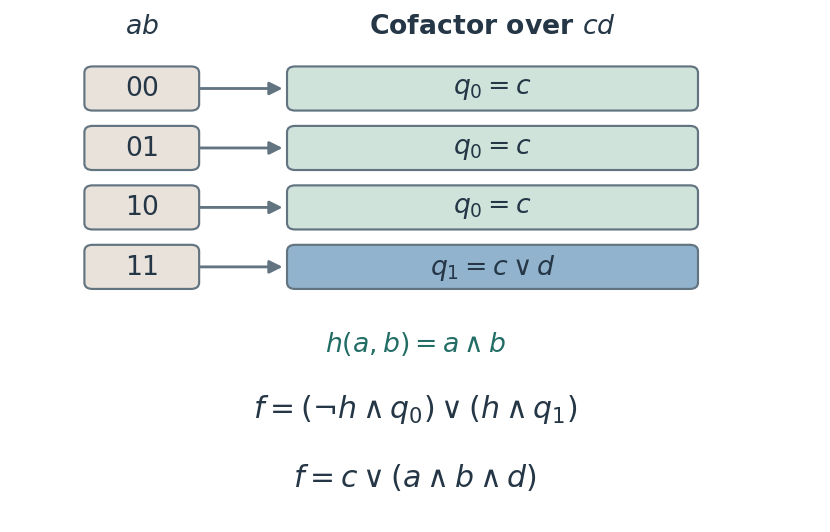 ab Cofactor over cd
00 q₀ = c
01 q₀ = c
10 q₀ = c
11 q₁ = c ∨ d
h(a, b) = a ∧ b
f = (¬h ∧ q₀) ∨ (h ∧ q₁)
f = c ∨ (a ∧ b ∧ d)